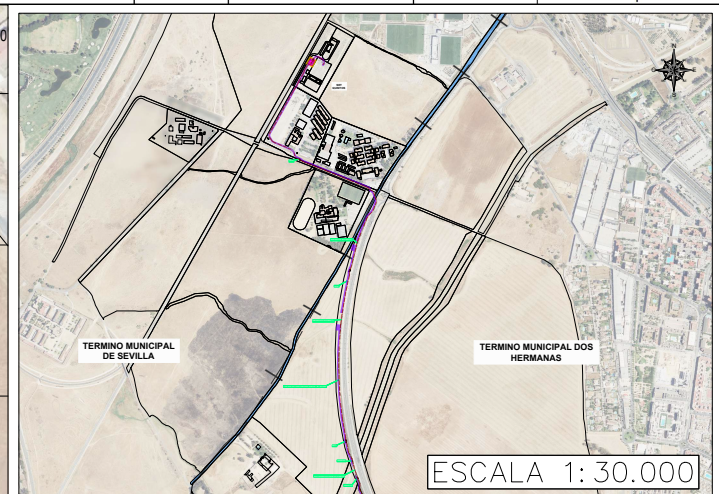 N
TERMINO MUNICIPAL
DE SEVILLA
TERMINO MUNICIPAL DOS
HERMANAS
ESCALA 1:30.000